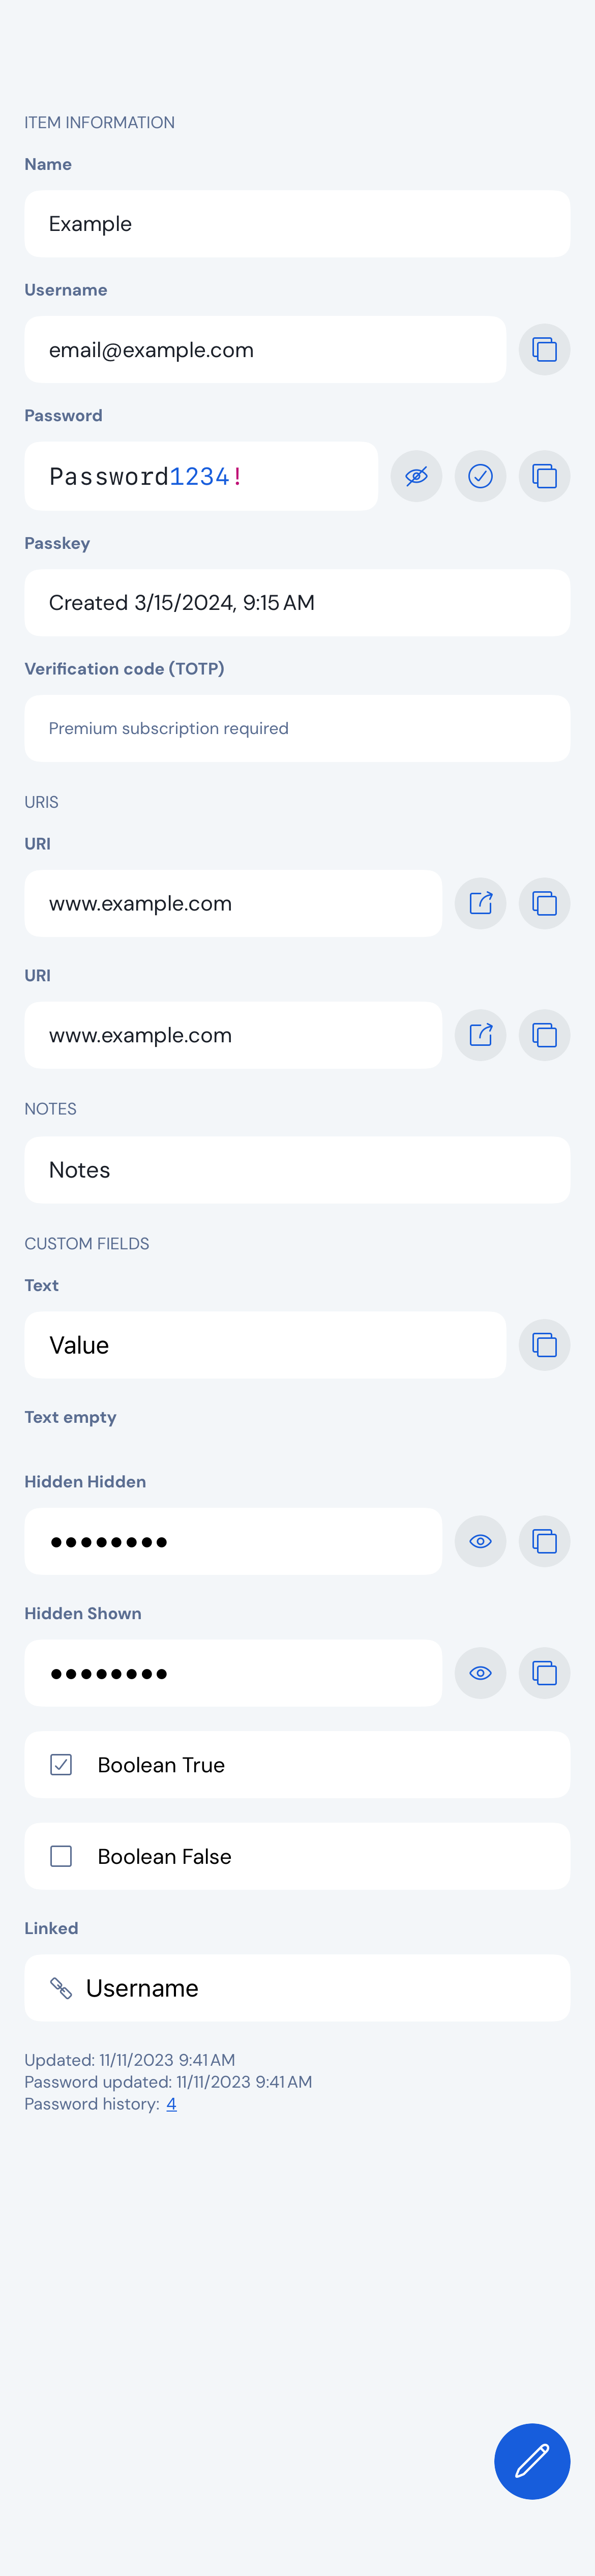 ITEM INFORMATION
Name
Example
Username
email@example.com
Password
Password1234!
Passkey
Created 3/15/2024, 9:15 AM
Verification code (TOTP)
Premium subscription required
URIS
URI
www.example.com
URI
www.example.com
NOTES
Notes
CUSTOM FIELDS
Text
Value
Text empty
Hidden Hidden
••••••••
Hidden Shown
••••••••
Boolean True
Boolean False
Linked
Username
Updated: 11/11/2023 9:41 AM
Password updated: 11/11/2023 9:41 AM
Password history: 4